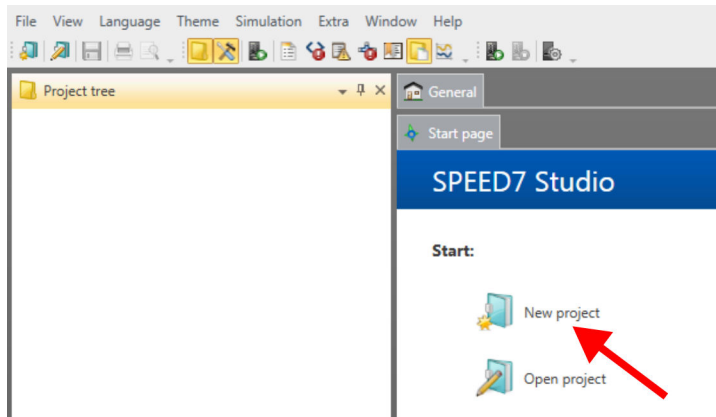 File View Language Theme Simulation Extra Window Help
Project tree
General
Start page
SPEED7 Studio
Start:
New project
Open project